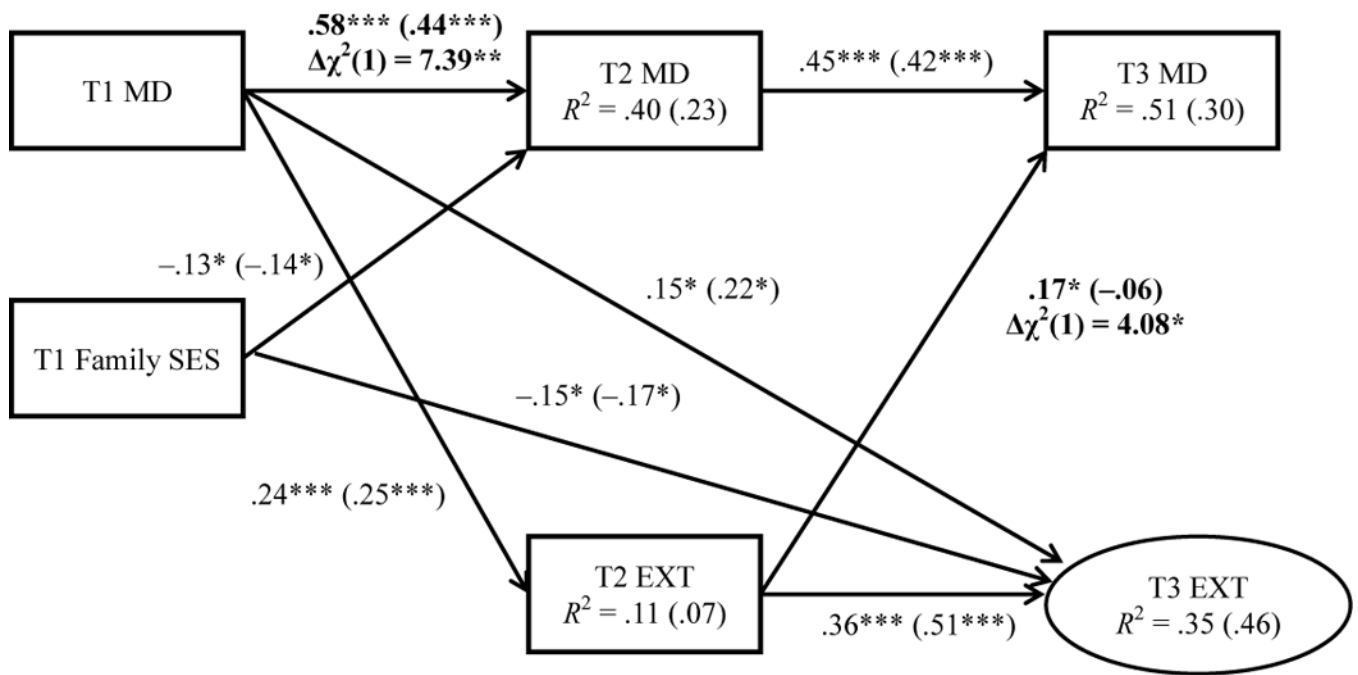 .58*** (.44***)
Δχ²(1) = 7.39**
T1 MD
T2 MD
R² = .40 (.23)
.45*** (.42***)
T3 MD
R² = .51 (.30)
–.13* (–.14*)
.15* (.22*)
.17* (–.06)
Δχ²(1) = 4.08*
T1 Family SES
–.15* (–.17*)
.24*** (.25***)
T2 EXT
R² = .11 (.07)
.36*** (.51***)
T3 EXT
R² = .35 (.46)